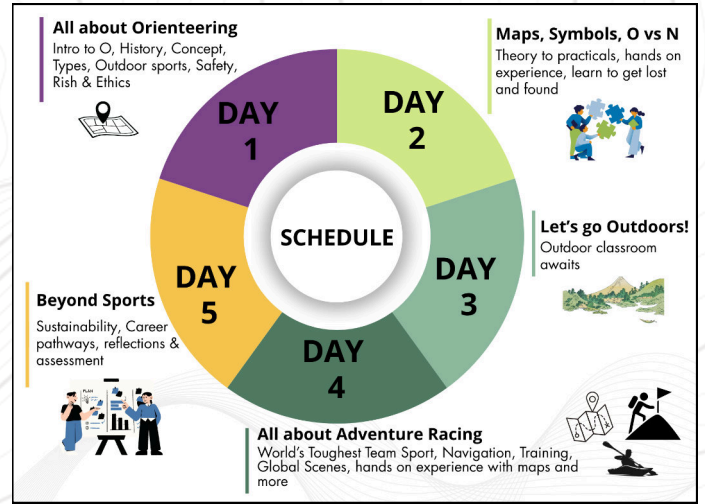 All about Orienteering
Intro to O, History, Concept,
Types, Outdoor sports, Safety,
Rish & Ethics
DAY
1
Maps, Symbols, O vs N
Theory to practicals, hands on
experience, learn to get lost
and found
DAY
2
SCHEDULE
Let's go Outdoors!
Outdoor classroom
awaits
DAY
3
All about Adventure Racing
World's Toughest Team Sport, Navigation, Training,
Global Scenes, hands on experience with maps and
more
DAY
4
Beyond Sports
Sustainability, Career
pathways, reflections &
assessment
DAY
5
PLAN